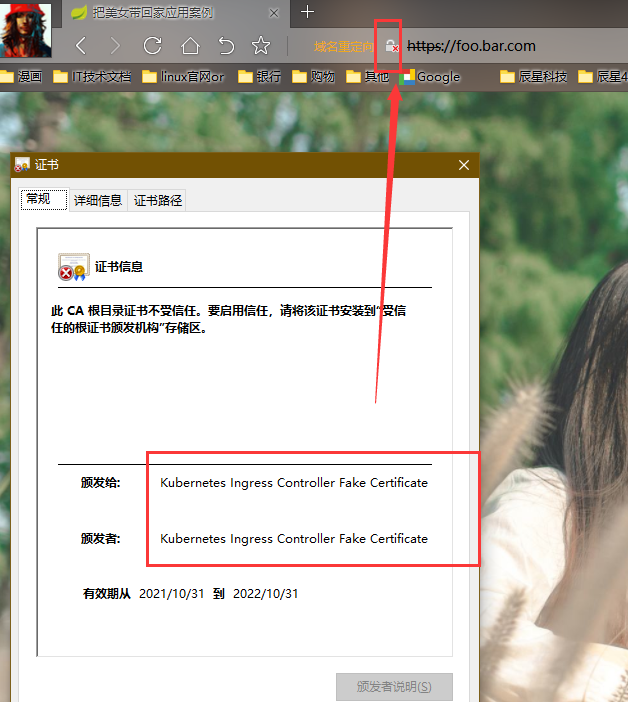 把美女带回家应用案例
域名重定向
https://foo.bar.com
漫画
IT技术文档
linux官网or
银行
购物
其他
Google
辰星科技
辰星4
证书
常规
详细信息
证书路径
证书信息
此 CA 根目录证书不受信任。要启用信任，请将该证书安装到"受信
任的根证书颁发机构"存储区。
颁发给: Kubernetes Ingress Controller Fake Certificate
颁发者: Kubernetes Ingress Controller Fake Certificate
有效期从 2021/10/31 到 2022/10/31
颁发者说明(S)